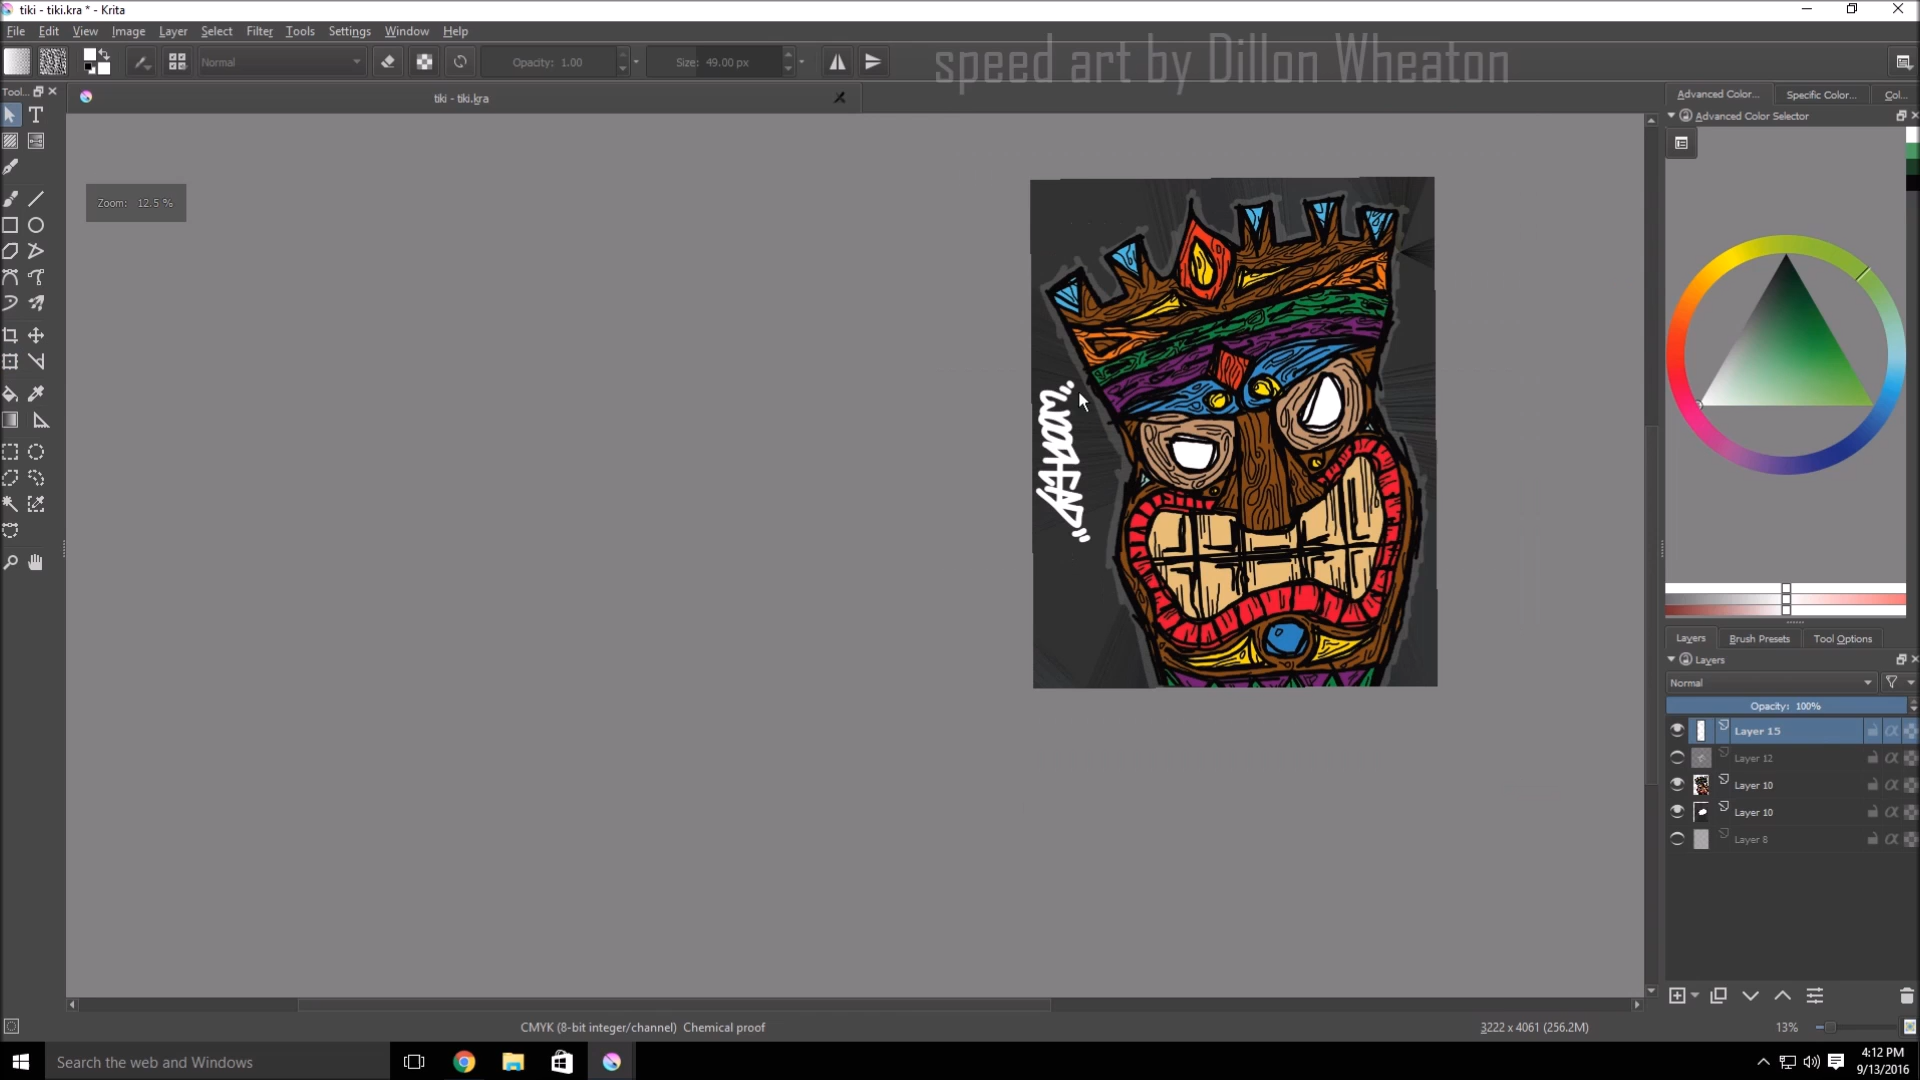 tiki - tiki.kra * - Krita
File Edit View Image Layer Select Filter Tools Settings Window Help
Normal Opacity: 1.00 Size: 49.00 px
speed art by Dillon Wheaton
Tool...
tiki - tiki.kra
Advanced Color... Specific Color... Col...
Advanced Color Selector
T
Zoom: 12.5 %
Layers Brush Presets Tool Options
Layers
Normal
Opacity: 100%
Layer 15
Layer 12
Layer 10
Layer 10
Layer 8
CMYK (8-bit integer/channel) Chemical proof
3222 x 4061 (256.2M)
13%
Search the web and Windows
4:12 PM
9/13/2016